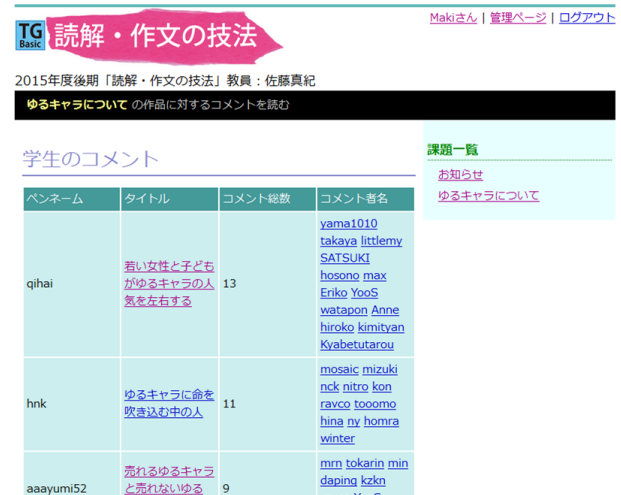 Makiさん | 管理ページ | ログアウト
TG
Basic
読解・作文の技法
2015年度後期「読解・作文の技法」教員：佐藤真紀
ゆるキャラについて の作品に対するコメントを読む
学生のコメント
ペンネーム タイトル コメント総数 コメント者名
qihai
若い女性と子ども
がゆるキャラの人
気を左右する
13
yama1010
takaya littlemy
SATSUKI
hosono max
Eriko YooS
watapon Anne
hiroko kimityan
Kyabetutarou
hnk
ゆるキャラに命を
吹き込む中の人
11
mosaic mizuki
nck nitro kon
ravco tooomo
hina ny homra
winter
aaayumi52
売れるゆるキャラ
と売れないゆる
9
mrn tokarin min
daping kzkn
課題一覧
お知らせ
ゆるキャラについて